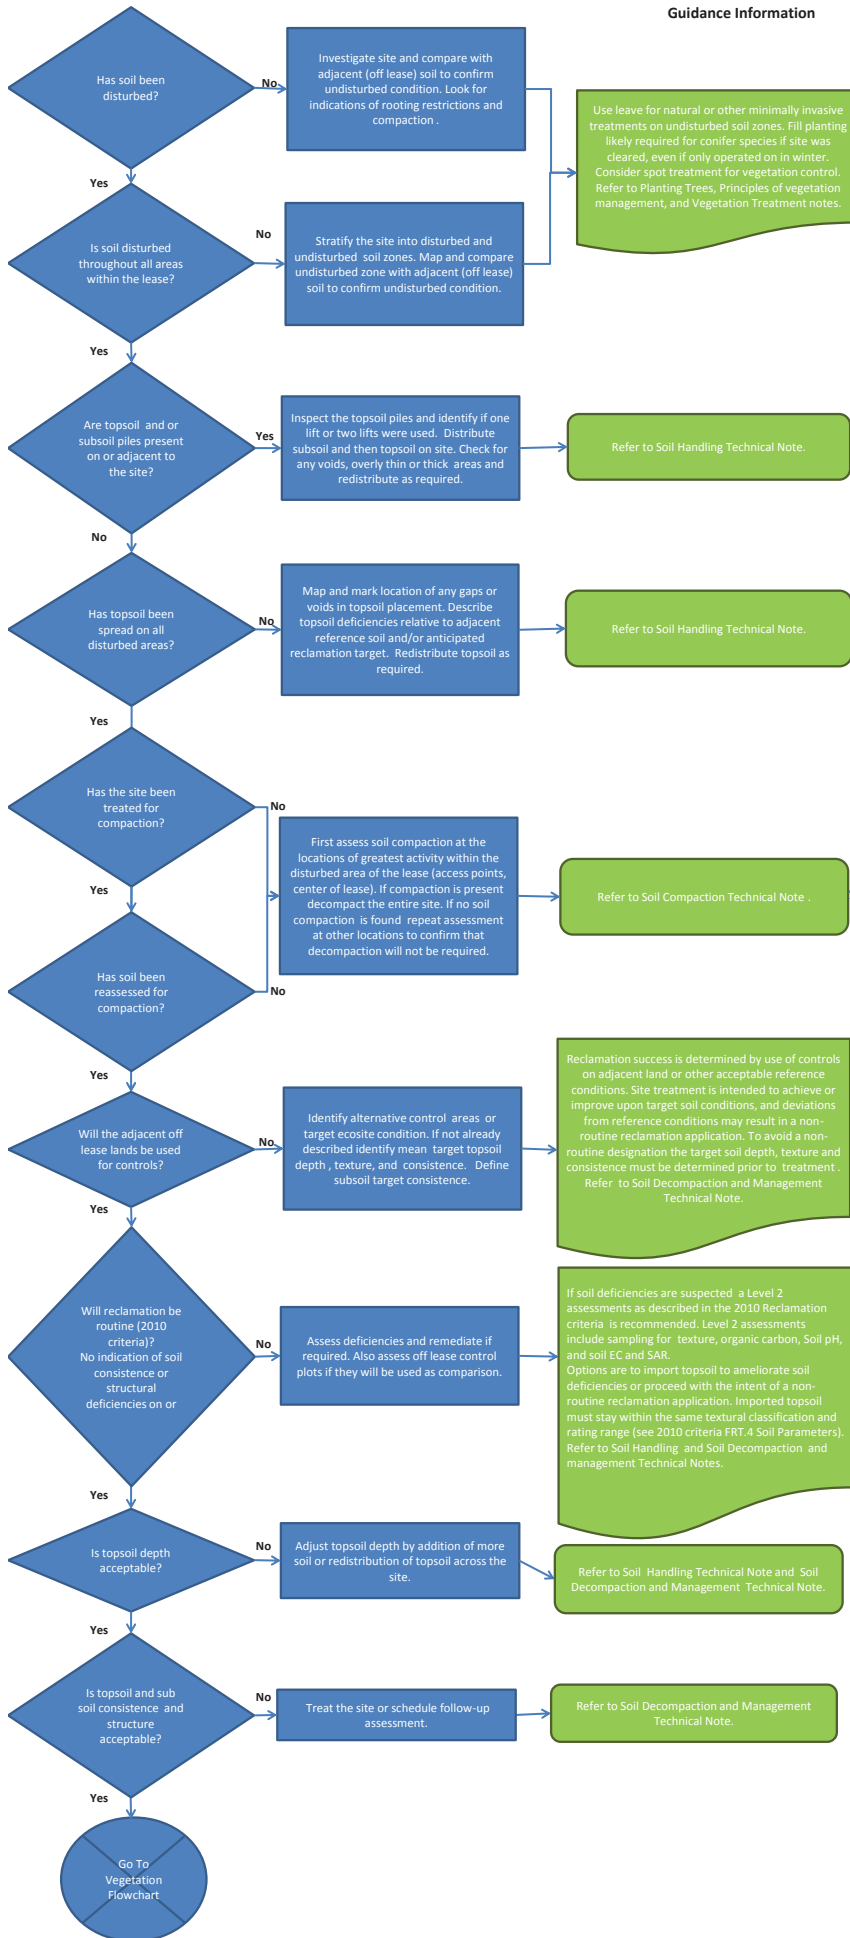 Guidance Information
Has soil been
disturbed?
No
Investigate site and compare with
adjacent (off lease) soil to confirm
undisturbed condition. Look for
indications of rooting restrictions and
compaction .
Use leave for natural or other minimally invasive
treatments on undisturbed soil zones. Fill planting
likely required for conifer species if site was
cleared, even if only operated on in winter.
Consider spot treatment for vegetation control.
Refer to Planting Trees, Principles of vegetation
management, and Vegetation Treatment notes.
Yes
Is soil disturbed
throughout all areas
within the lease?
No
Stratify the site into disturbed and
undisturbed soil zones. Map and compare
undisturbed zone with adjacent (off lease)
soil to confirm undisturbed condition.
Yes
Are topsoil and or
subsoil piles present
on or adjacent to
the site?
Yes
Inspect the topsoil piles and identify if one
lift or two lifts were used. Distribute
subsoil and then topsoil on site. Check for
any voids, overly thin or thick areas and
redistribute as required.
Refer to Soil Handling Technical Note.
No
Has topsoil been
spread on all
disturbed areas?
No
Map and mark location of any gaps or
voids in topsoil placement. Describe
topsoil deficiencies relative to adjacent
reference soil and/or anticipated
reclamation target. Redistribute topsoil as
required.
Refer to Soil Handling Technical Note.
Yes
Has the site been
treated for
compaction?
No
First assess soil compaction at the
locations of greatest activity within the
disturbed area of the lease (access points,
center of lease). If compaction is present
decompact the entire site. If no soil
compaction is found repeat assessment
at other locations to confirm that
decompaction will not be required.
Refer to Soil Compaction Technical Note .
Yes
Has soil been
reassessed for
compaction?
No
Yes
Will the adjacent off
lease lands be used
for controls?
No
Identify alternative control areas or
target ecosite condition. If not already
described identify mean target topsoil
depth , texture, and consistence. Define
subsoil target consistence.
Reclamation success is determined by use of controls
on adjacent land or other acceptable reference
conditions. Site treatment is intended to achieve or
improve upon target soil conditions, and deviations
from reference conditions may result in a non-
routine reclamation application. To avoid a non-
routine designation the target soil depth, texture and
consistence must be determined prior to treatment .
Refer to Soil Decompaction and Management
Technical Note.
Yes
Will reclamation be
routine (2010
criteria)?
No indication of soil
consistence or
structural
deficiencies on or
No
Assess deficiencies and remediate if
required. Also assess off lease control
plots if they will be used as comparison.
If soil deficiencies are suspected a Level 2
assessments as described in the 2010 Reclamation
criteria is recommended. Level 2 assessments
include sampling for texture, organic carbon, Soil pH,
and soil EC and SAR.
Options are to import topsoil to ameliorate soil
deficiencies or proceed with the intent of a non-
routine reclamation application. Imported topsoil
must stay within the same textural classification and
rating range (see 2010 criteria FRT.4 Soil Parameters).
Refer to Soil Handling and Soil Decompaction and
management Technical Notes.
Yes
Is topsoil depth
acceptable?
No
Adjust topsoil depth by addition of more
soil or redistribution of topsoil across the
site.
Refer to Soil Handling Technical Note and Soil
Decompaction and Management Technical Note.
Yes
Is topsoil and sub
soil consistence and
structure
acceptable?
No
Treat the site or schedule follow-up
assessment.
Refer to Soil Decompaction and Management
Technical Note.
Yes
Go To
Vegetation
Flowchart